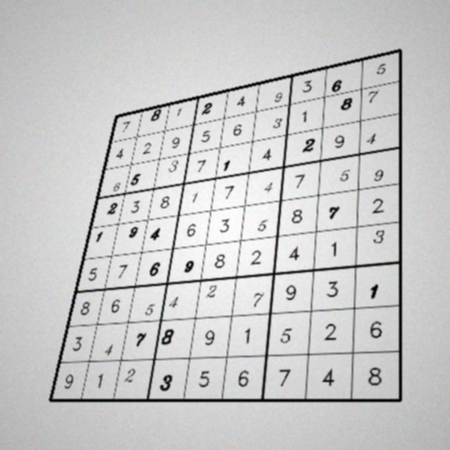 7 8 1 2 4 9 3 6 5
4 2 9 5 6 3 1 8 7
6 5 3 7 1 4 2 9 4
2 3 8 1 7 4 7 5 9
1 9 4 6 3 5 8 7 2
5 7 6 9 8 2 4 1 3
8 6 5 4 2 7 9 3 1
3 4 7 8 9 1 5 2 6
9 1 2 3 5 6 7 4 8